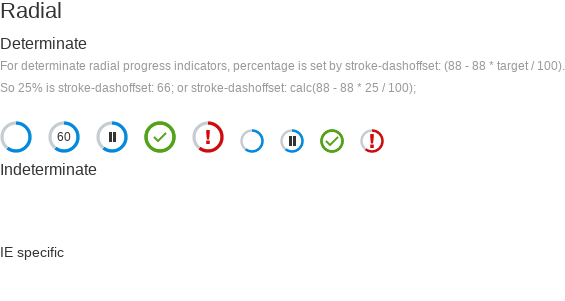 Radial
Determinate
For determinate radial progress indicators, percentage is set by stroke-dashoffset: (88 - 88 * target / 100).
So 25% is stroke-dashoffset: 66; or stroke-dashoffset: calc(88 - 88 * 25 / 100);
60
Indeterminate
IE specific